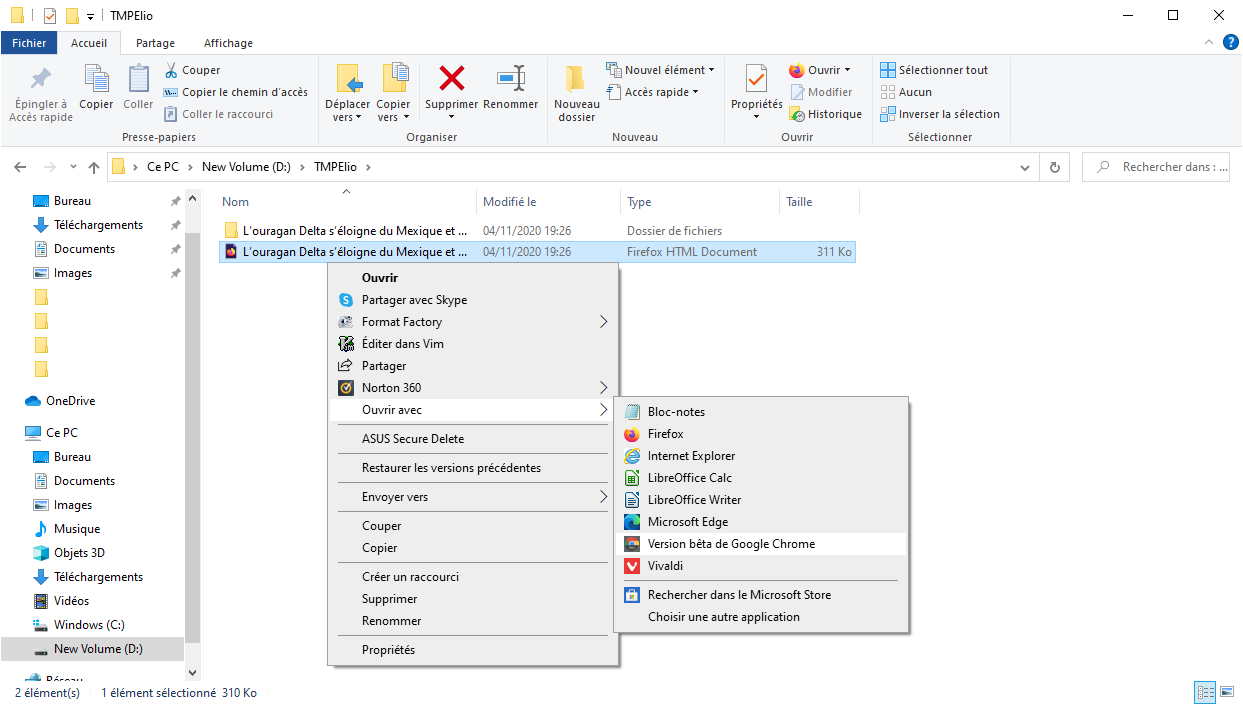 TMPElio
Fichier Accueil Partage Affichage
Épingler à Accès rapide
Copier
Coller
Couper
Copier le chemin d'accès
Coller le raccourci
Presse-papiers
Déplacer vers
Copier vers
Supprimer
Renommer
Organiser
Nouveau dossier
Nouvel élément
Accès rapide
Nouveau
Propriétés
Ouvrir
Modifier
Historique
Ouvrir
Sélectionner tout
Aucun
Inverser la sélection
Sélectionner
Ce PC New Volume (D:) TMPElio
Rechercher dans : ...
Bureau
Téléchargements
Documents
Images
OneDrive
Ce PC
Bureau
Documents
Images
Musique
Objets 3D
Téléchargements
Vidéos
Windows (C:)
New Volume (D:)
Réseau
Nom Modifié le Type Taille
L'ouragan Delta s'éloigne du Mexique et ... 04/11/2020 19:26 Dossier de fichiers
L'ouragan Delta s'éloigne du Mexique et ... 04/11/2020 19:26 Firefox HTML Document 311 Ko
Ouvrir
Partager avec Skype
Format Factory
Éditer dans Vim
Partager
Norton 360
Ouvrir avec
ASUS Secure Delete
Restaurer les versions précédentes
Envoyer vers
Couper
Copier
Créer un raccourci
Supprimer
Renommer
Propriétés
Bloc-notes
Firefox
Internet Explorer
LibreOffice Calc
LibreOffice Writer
Microsoft Edge
Version bêta de Google Chrome
Vivaldi
Rechercher dans le Microsoft Store
Choisir une autre application
2 élément(s) 1 élément sélectionné 310 Ko